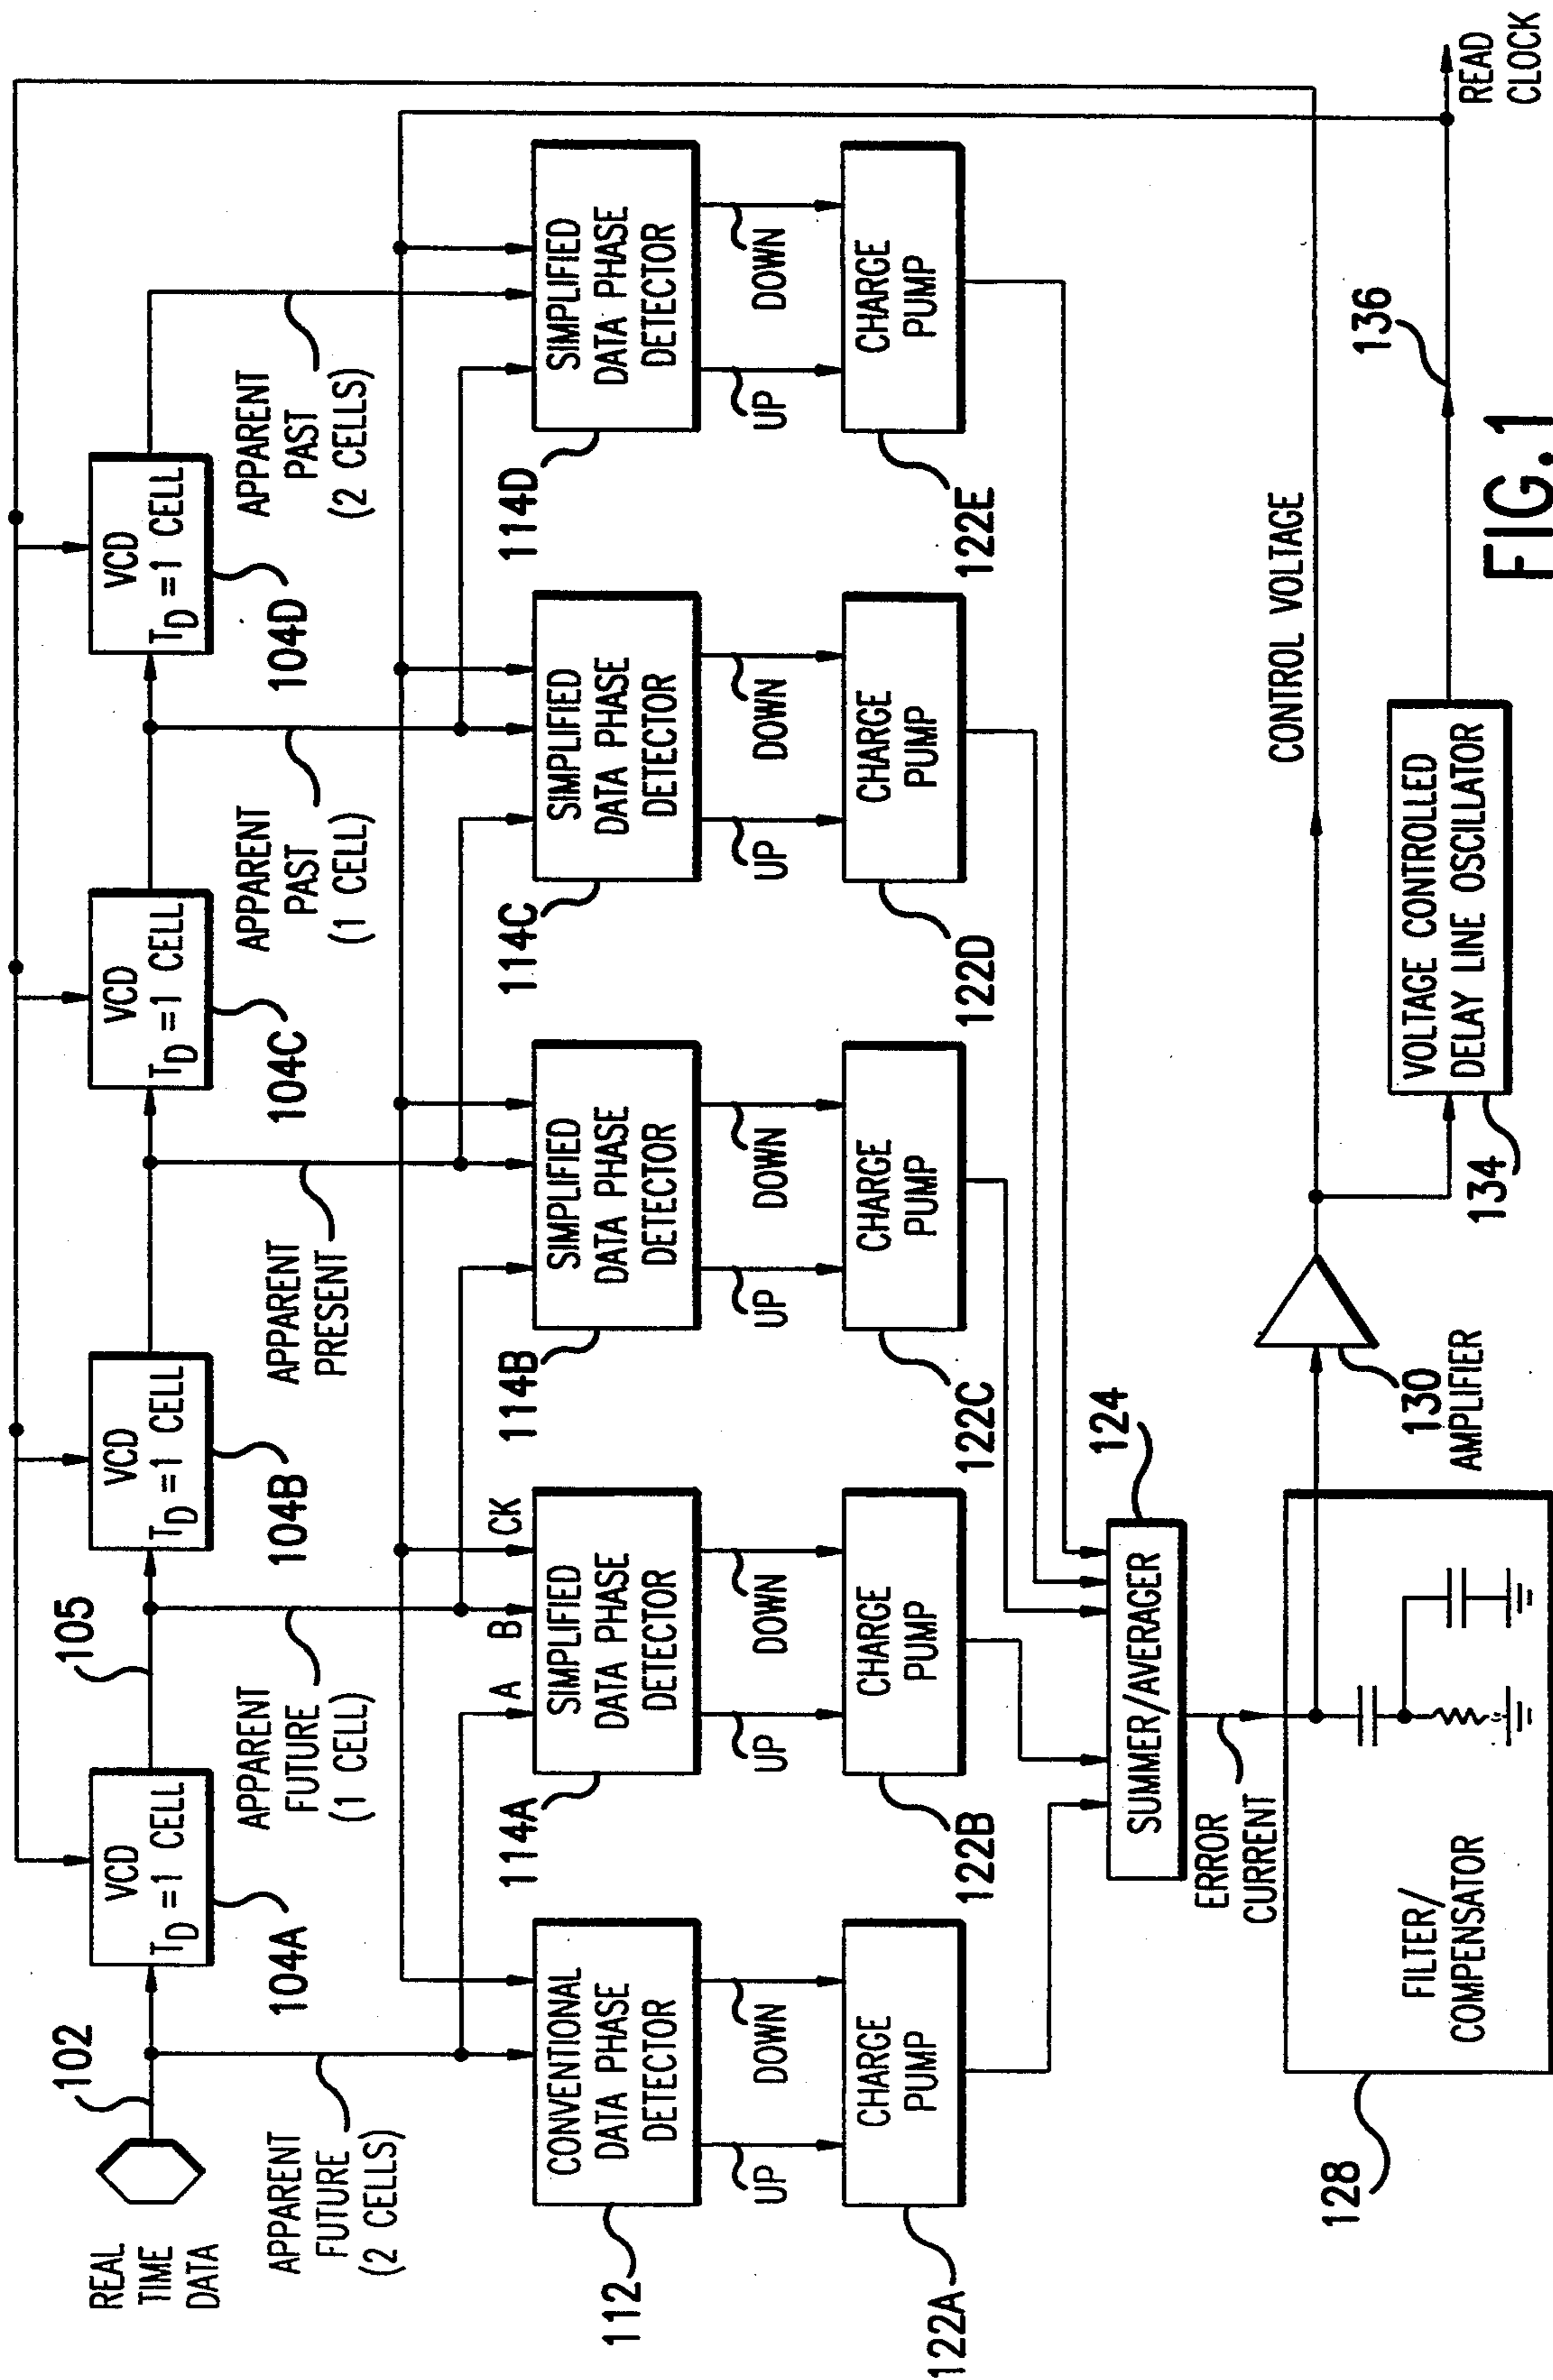 REAL
TIME
DATA
102
VCD
T_D = 1 CELL
104A
105
VCD
T_D = 1 CELL
104B
VCD
T_D = 1 CELL
104C
VCD
T_D = 1 CELL
104D
APPARENT
FUTURE
(2 CELLS)
APPARENT
FUTURE
(1 CELL)
APPARENT
PRESENT
APPARENT
PAST
(1 CELL)
APPARENT
PAST
(2 CELLS)
A
B
CK
112
CONVENTIONAL
DATA PHASE
DETECTOR
114A
SIMPLIFIED
DATA PHASE
DETECTOR
114B
SIMPLIFIED
DATA PHASE
DETECTOR
114C
SIMPLIFIED
DATA PHASE
DETECTOR
114D
SIMPLIFIED
DATA PHASE
DETECTOR
UP
DOWN
UP
DOWN
UP
DOWN
UP
DOWN
UP
DOWN
122A
CHARGE
PUMP
122B
CHARGE
PUMP
122C
CHARGE
PUMP
122D
CHARGE
PUMP
122E
CHARGE
PUMP
124
SUMMER/AVERAGER
ERROR
CURRENT
128
FILTER/
COMPENSATOR
130
AMPLIFIER
CONTROL VOLTAGE
134
VOLTAGE CONTROLLED
DELAY LINE OSCILLATOR
136
READ
CLOCK
FIG.1